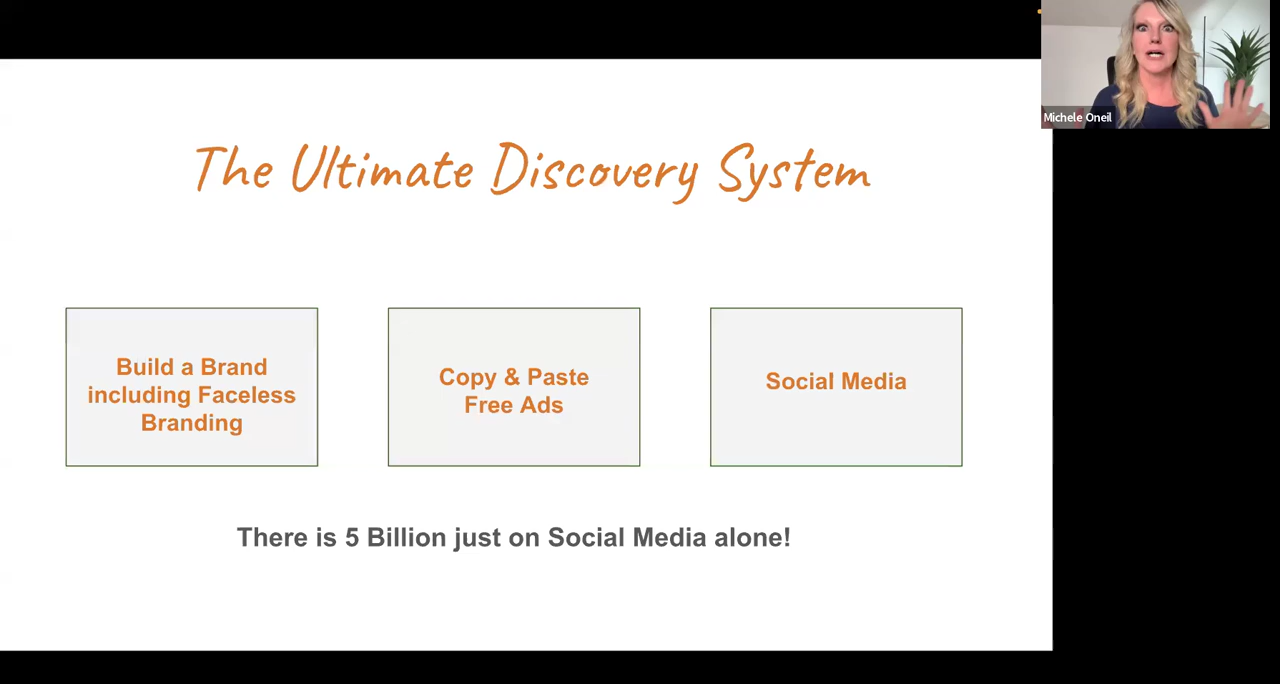 Michele Oneil
The Ultimate Discovery System
Build a Brand
including Faceless
Branding
Copy & Paste
Free Ads
Social Media
There is 5 Billion just on Social Media alone!